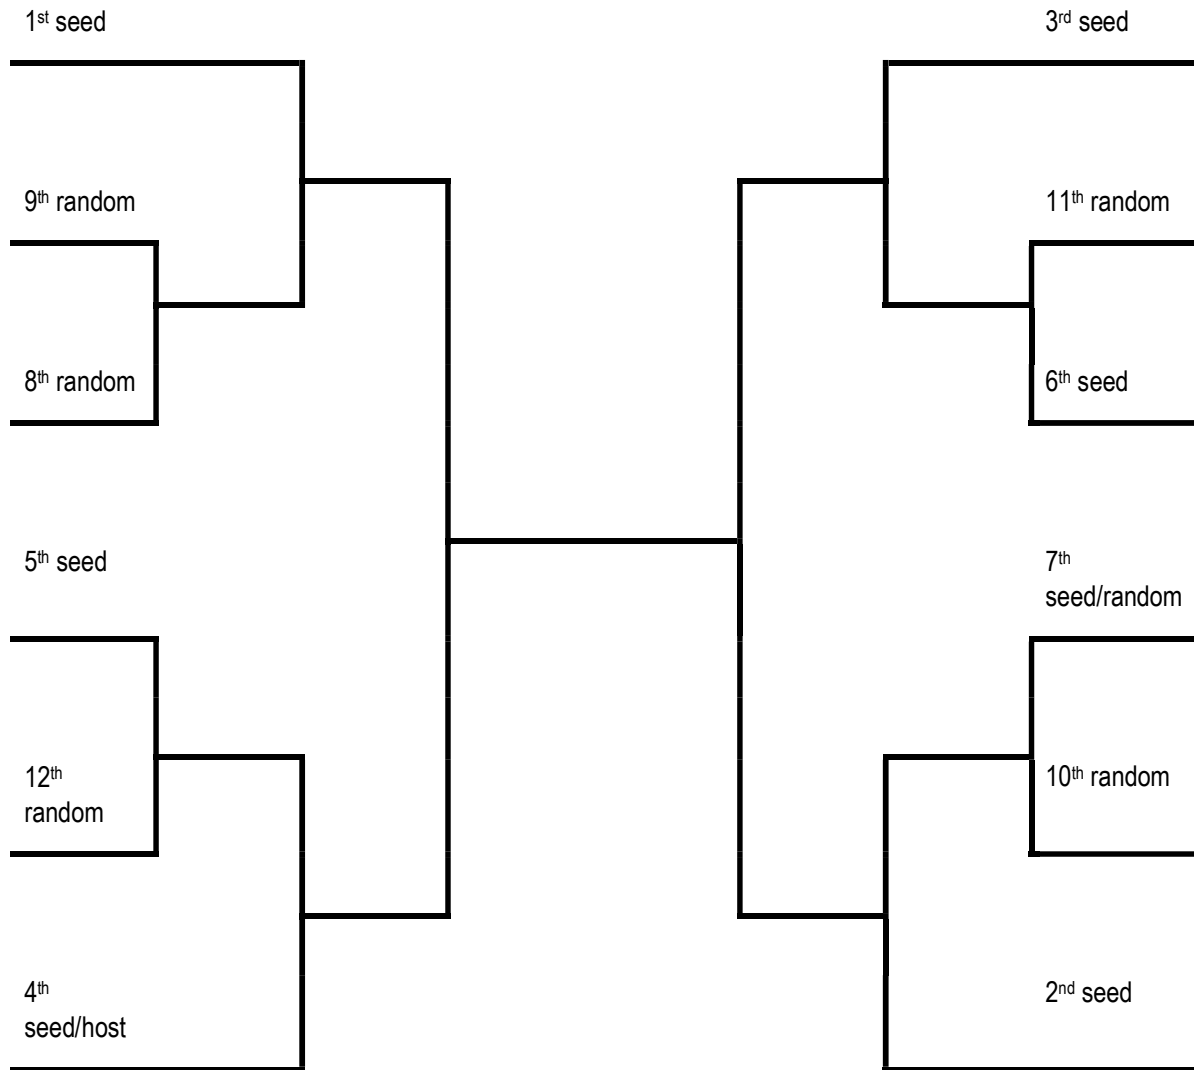 1st seed
3rd seed
9th random
11th random
8th random
6th seed
5th seed
7th
seed/random
12th
random
10th random
4th
seed/host
2nd seed